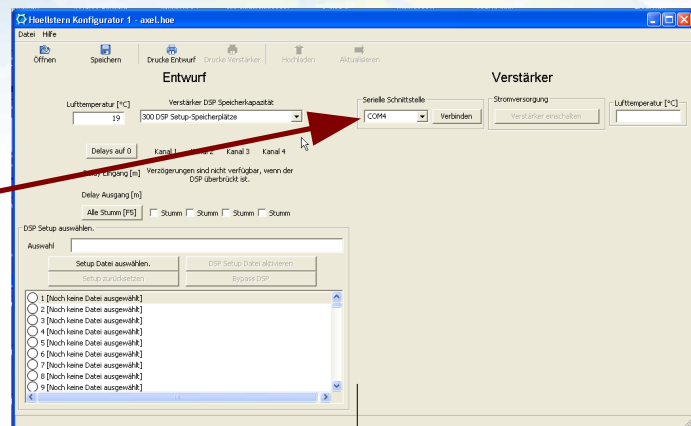 Hoellstern Konfigurator 1 - axel.hoe
Datei Hilfe
Öffnen Speichern Drucke Entwurf Drucke Verstärker Hochladen Aktualisieren
Entwurf
Verstärker
Lufttemperatur [°C]
Verstärker DSP Speicherkapazität
19
300 DSP Setup-Speicherplätze
Serielle Schnittstelle
COM4
Verbinden
Stromversorgung
Verstärker einschalten
Lufttemperatur [°C]
Delays auf 0
Kanal 1 Kanal 2 Kanal 3 Kanal 4
Eingang [m]
Verzögerungen sind nicht verfügbar, wenn der
DSP überbrückt ist.
Delay Ausgang [m]
Alle Stumm [F5]
Stumm Stumm Stumm Stumm
DSP Setup auswählen.
Auswahl
Setup Datei auswählen.
DSP Setup Datei aktivieren
Setup zurücksetzen
Bypass DSP
1 [Noch keine Datei ausgewählt]
2 [Noch keine Datei ausgewählt]
3 [Noch keine Datei ausgewählt]
4 [Noch keine Datei ausgewählt]
5 [Noch keine Datei ausgewählt]
6 [Noch keine Datei ausgewählt]
7 [Noch keine Datei ausgewählt]
8 [Noch keine Datei ausgewählt]
9 [Noch keine Datei ausgewählt]